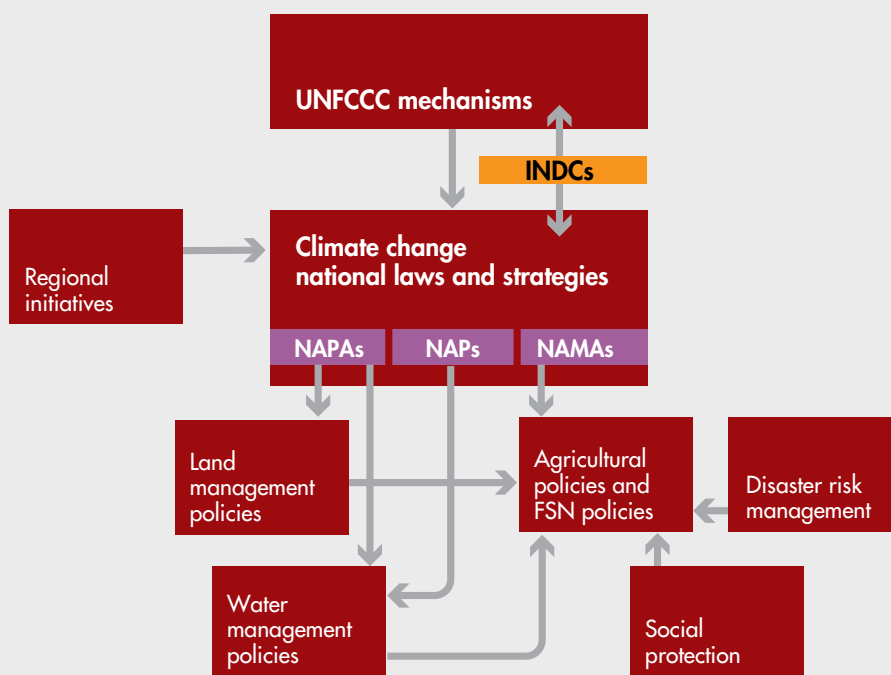 UNFCCC mechanisms
INDCs
Regional
initiatives
Climate change
national laws and strategies
NAPAs
NAPs
NAMAs
Land
management
policies
Agricultural
policies and
FSN policies
Disaster risk
management
Water
management
policies
Social
protection